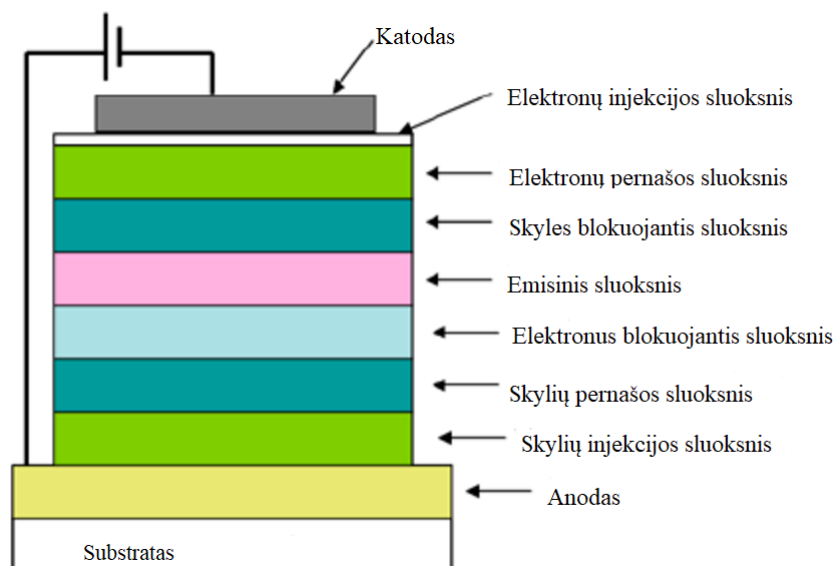 Katodas
Elektronų injekcijos sluoksnis
Elektronų pernašos sluoksnis
Skyles blokuojantis sluoksnis
Emisinis sluoksnis
Elektronus blokuojantis sluoksnis
Skylių pernašos sluoksnis
Skylių injekcijos sluoksnis
Anodas
Substratas